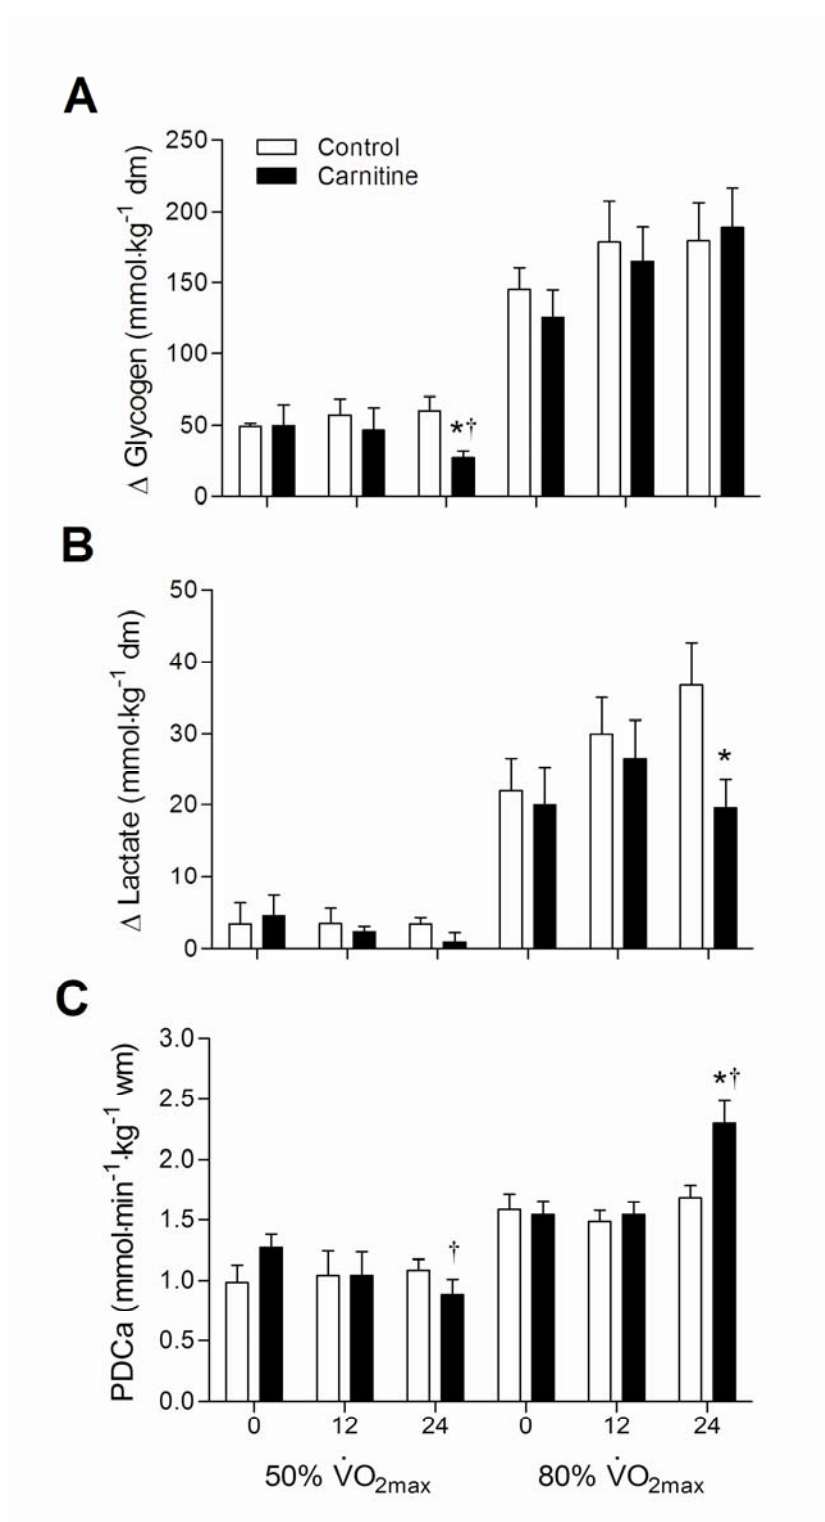 A
Δ Glycogen (mmol·kg⁻¹ dm)
250
200
150
100
50
0
Control
Carnitine
*†
B
Δ Lactate (mmol·kg⁻¹ dm)
50
40
30
20
10
0
*
C
PDCa (mmol·min⁻¹·kg⁻¹ wm)
3.0
2.5
2.0
1.5
1.0
0.5
0.0
†
*†
0 12 24 0 12 24
50% V̇O₂max 80% V̇O₂max